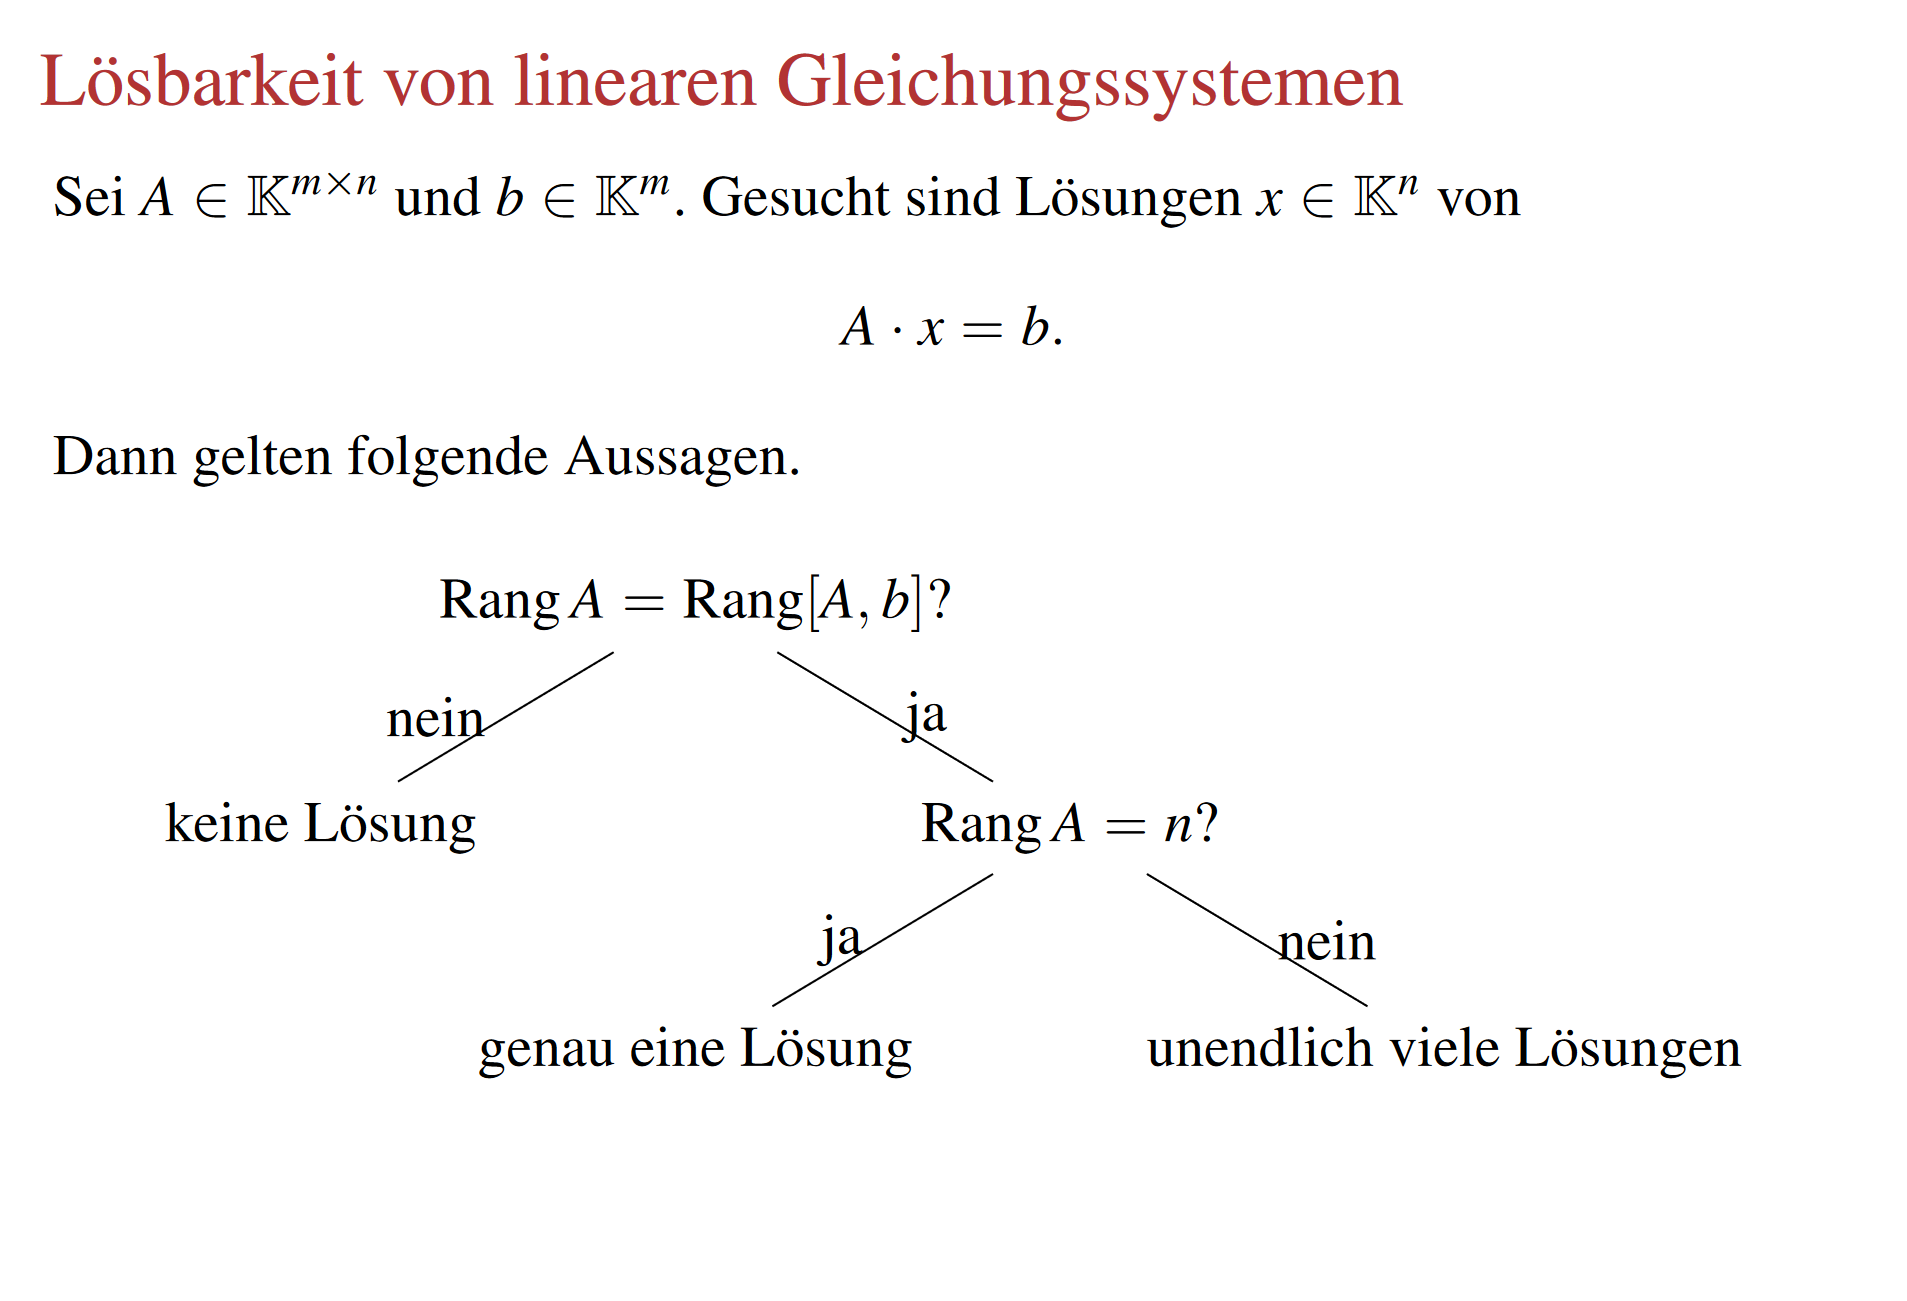 Lösbarkeit von linearen Gleichungssystemen
Sei A ∈ 𝕂^{m×n} und b ∈ 𝕂^m. Gesucht sind Lösungen x ∈ 𝕂^n von
A · x = b.
Dann gelten folgende Aussagen.
Rang A = Rang[A, b]?
nein ja
keine Lösung Rang A = n?
ja nein
genau eine Lösung unendlich viele Lösungen